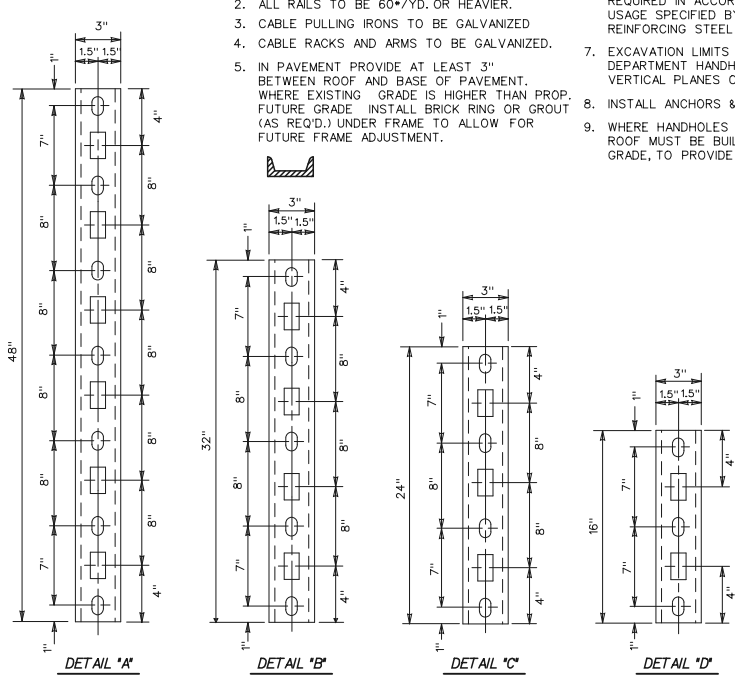 2. ALL RAILS TO BE 60*/YD. OR HEAVIER.
3. CABLE PULLING IRONS TO BE GALVANIZED
4. CABLE RACKS AND ARMS TO BE GALVANIZED.
5. IN PAVEMENT PROVIDE AT LEAST 3"
BETWEEN ROOF AND BASE OF PAVEMENT.
WHERE EXISTING GRADE IS HIGHER THAN PROP.
FUTURE GRADE INSTALL BRICK RING OR GROUT
(AS REQ'D.) UNDER FRAME TO ALLOW FOR
FUTURE FRAME ADJUSTMENT.
REQUIRED IN ACCOR
USAGE SPECIFIED BY
REINFORCING STEEL
7. EXCAVATION LIMITS
DEPARTMENT HANDH
VERTICAL PLANES O
8. INSTALL ANCHORS &
9. WHERE HANDHOLES
ROOF MUST BE BUIL
GRADE, TO PROVIDE
3"
1.5" 1.5"
1"
7"
8"
8"
8"
8"
7"
1"
48"
4"
8"
8"
8"
8"
8"
4"
DETAIL "A"
3"
1.5" 1.5"
1"
7"
8"
8"
7"
1"
32"
4"
8"
8"
8"
4"
DETAIL "B"
3"
1.5" 1.5"
1"
7"
8"
7"
1"
24"
4"
8"
8"
4"
DETAIL "C"
3"
1.5" 1.5"
1"
7"
7"
1"
16"
4"
4"
DETAIL "D"